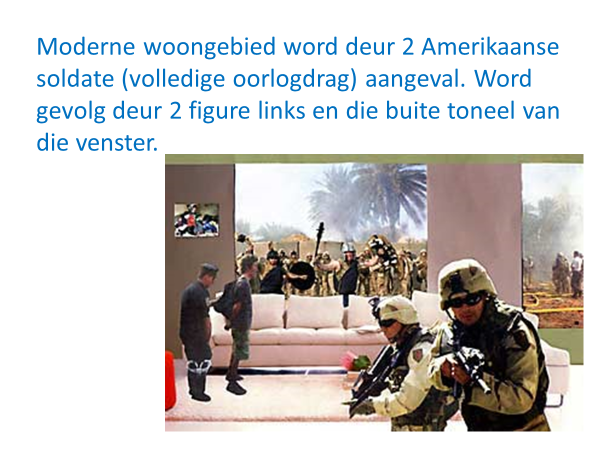 Moderne woongebied word deur 2 Amerikaanse
soldate (volledige oorlogdrag) aangeval. Word
gevolg deur 2 figure links en die buite toneel van
die venster.